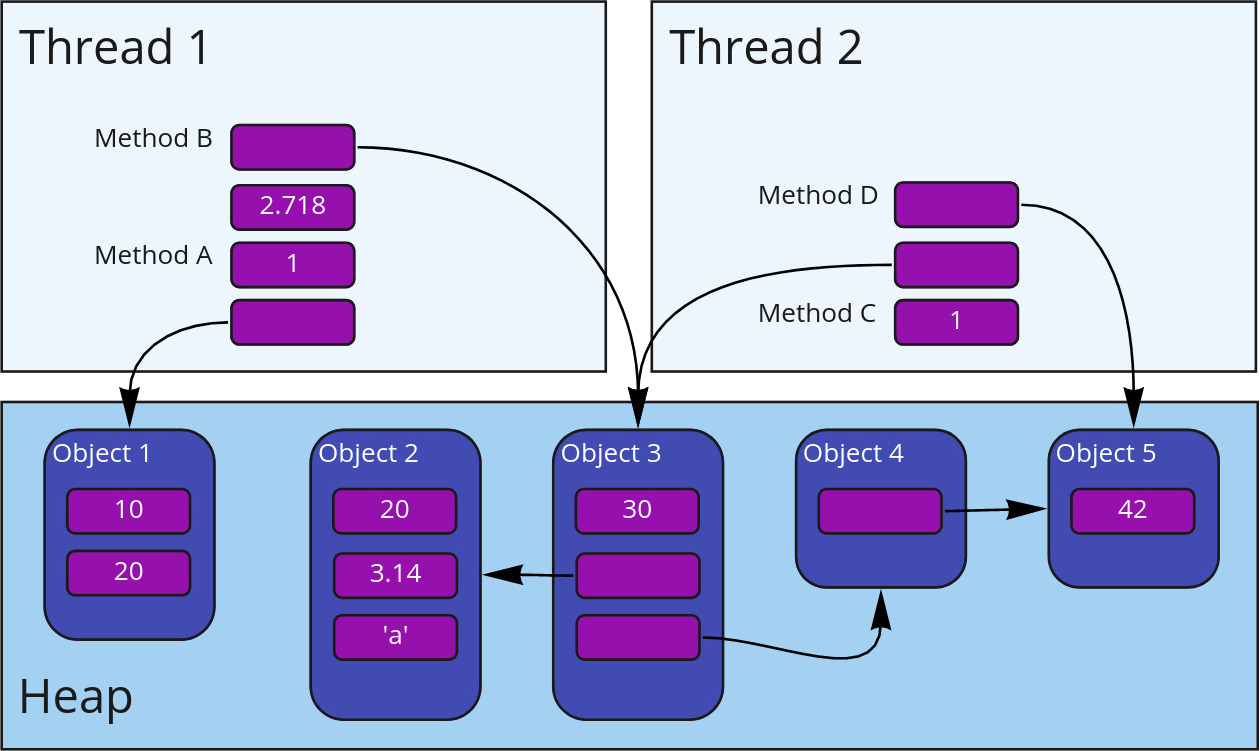 Thread 1
Method B
2.718
Method A
1
Thread 2
Method D
Method C
1
Object 1
10
20
Object 2
20
3.14
'a'
Object 3
30
Object 4
Object 5
42
Heap